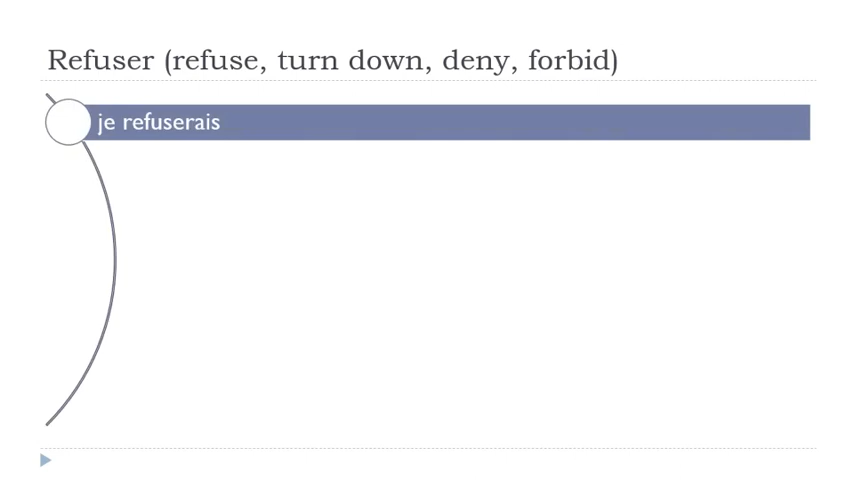 Refuser (refuse, turn down, deny, forbid)
je refuserais